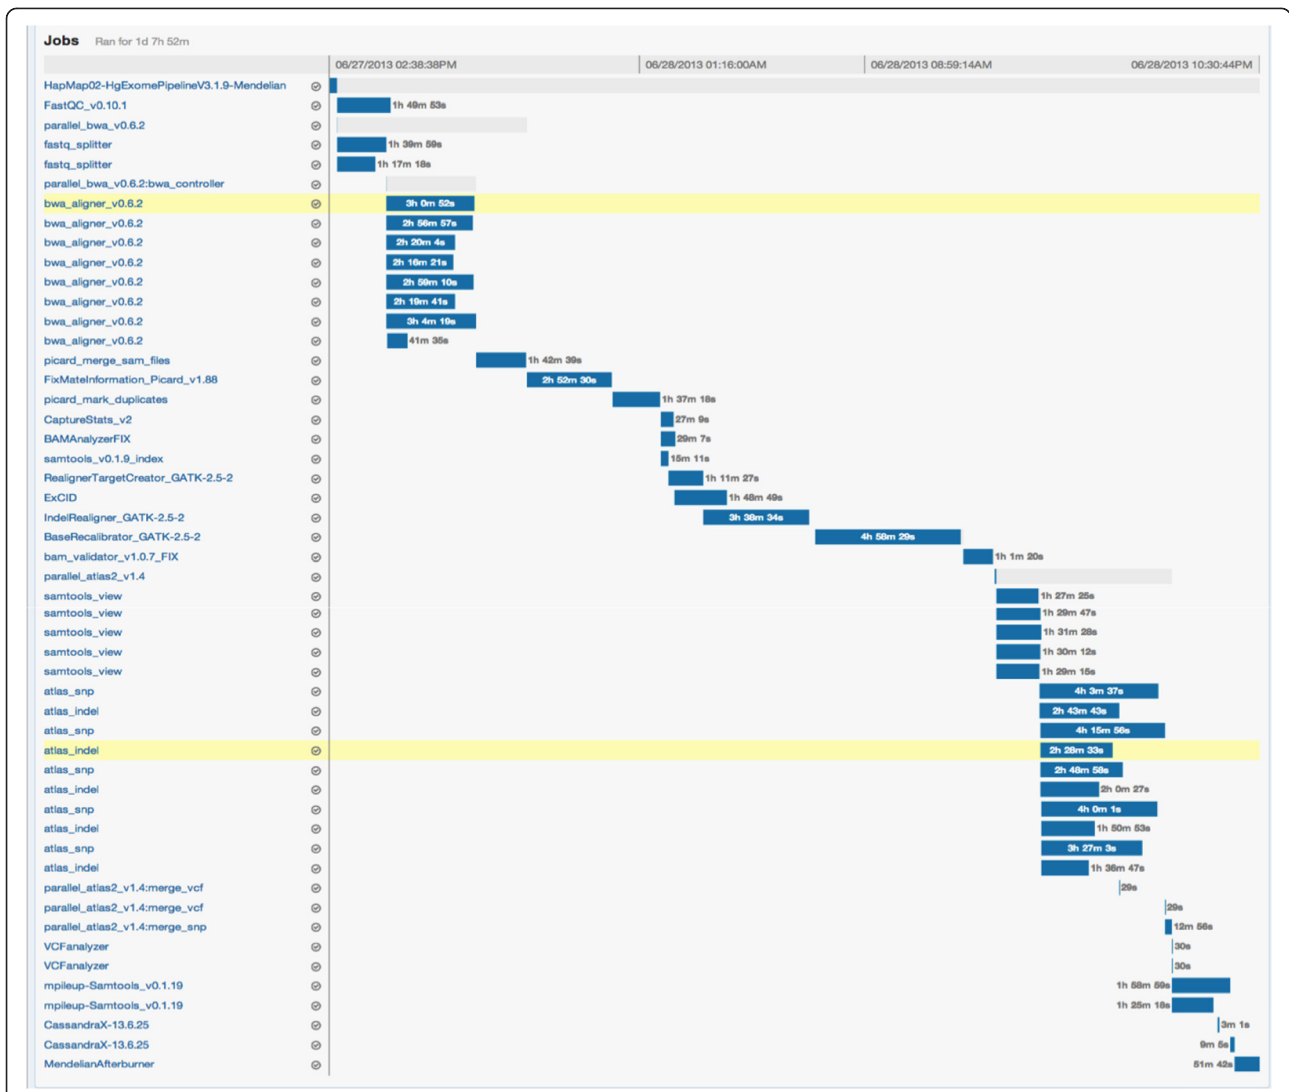 Jobs Ran for 1d 7h 52m
06/27/2013 02:38:38PM 06/28/2013 01:16:00AM 06/28/2013 08:59:14AM 06/28/2013 10:30:44PM
HapMap02-HgExomePipelineV3.1.9-Mendelian
FastQC_v0.10.1 1h 49m 53s
parallel_bwa_v0.6.2
fastq_splitter 1h 39m 59s
fastq_splitter 1h 17m 18s
parallel_bwa_v0.6.2:bwa_controller
bwa_aligner_v0.6.2 3h 0m 52s
bwa_aligner_v0.6.2 2h 56m 57s
bwa_aligner_v0.6.2 2h 20m 4s
bwa_aligner_v0.6.2 2h 16m 21s
bwa_aligner_v0.6.2 2h 59m 10s
bwa_aligner_v0.6.2 2h 19m 41s
bwa_aligner_v0.6.2 3h 4m 19s
bwa_aligner_v0.6.2 41m 35s
picard_merge_sam_files 1h 42m 39s
FixMateInformation_Picard_v1.88 2h 52m 30s
picard_mark_duplicates 1h 37m 18s
CaptureStats_v2 27m 9s
BAMAnalyzerFIX 29m 7s
samtools_v0.1.9_index 15m 11s
RealignerTargetCreator_GATK-2.5-2 1h 11m 27s
ExCID 1h 48m 49s
IndelRealigner_GATK-2.5-2 3h 38m 34s
BaseRecalibrator_GATK-2.5-2 4h 58m 29s
bam_validator_v1.0.7_FIX 1h 1m 20s
parallel_atlas2_v1.4
samtools_view 1h 27m 25s
samtools_view 1h 29m 47s
samtools_view 1h 31m 28s
samtools_view 1h 30m 12s
samtools_view 1h 29m 15s
atlas_snp 4h 3m 37s
atlas_indel 2h 43m 43s
atlas_snp 4h 15m 56s
atlas_indel 2h 28m 33s
atlas_snp 2h 48m 58s
atlas_indel 2h 0m 27s
atlas_snp 4h 0m 1s
atlas_indel 1h 50m 53s
atlas_snp 3h 27m 3s
atlas_indel 1h 36m 47s
parallel_atlas2_v1.4:merge_vcf 29s
parallel_atlas2_v1.4:merge_vcf 29s
parallel_atlas2_v1.4:merge_snp 12m 56s
VCFanalyzer 30s
VCFanalyzer 30s
mpileup-Samtools_v0.1.19 1h 58m 59s
mpileup-Samtools_v0.1.19 1h 25m 18s
CassandraX-13.6.25 3m 1s
CassandraX-13.6.25 9m 5s
MendelianAfterburner 51m 42s